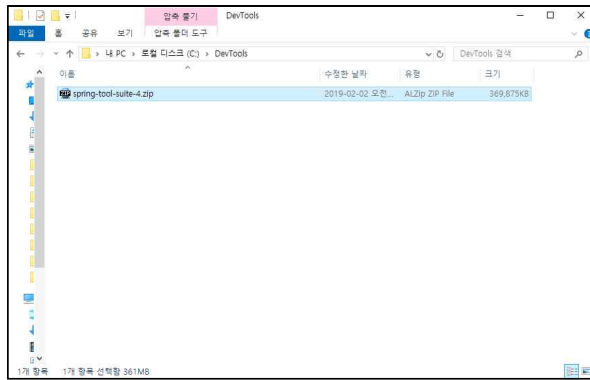 압축 풀기 DevTools
파일 홈 공유 보기 압축 폴더 도구
내 PC › 로컬 디스크 (C:) › DevTools DevTools 검색
이름 수정한 날짜 유형 크기
spring-tool-suite-4.zip 2019-02-02 오전... ALZip ZIP File 369,875KB
1개 항목 1개 항목 선택함 361MB